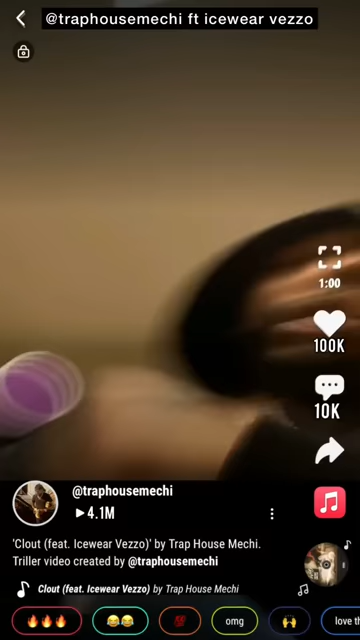 @traphousemechi ft icewear vezzo
1:00
100K
10K
@traphousemechi
4.1M
'Clout (feat. Icewear Vezzo)' by Trap House Mechi.
Triller video created by @traphousemechi
Clout (feat. Icewear Vezzo) by Trap House Mechi
omg
love ti